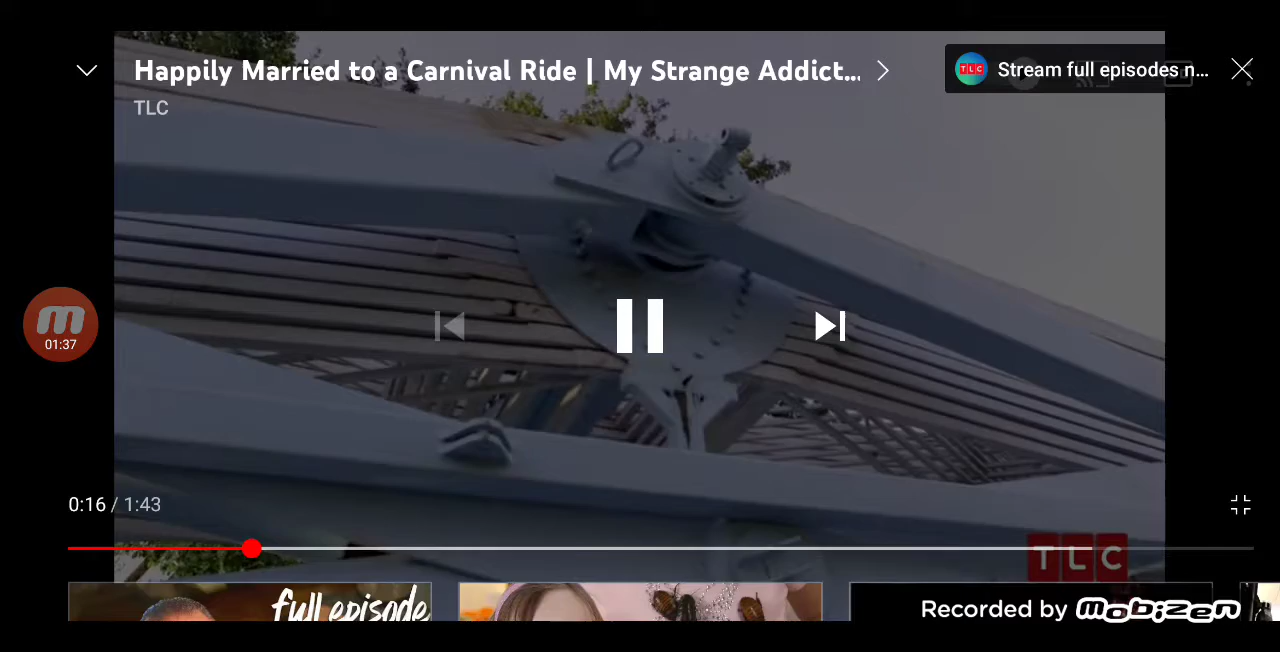 Happily Married to a Carnival Ride | My Strange Addict...
TLC
TLC
Stream full episodes n...
m
01:37
0:16 / 1:43
TLC
full episode
Recorded by mobizen